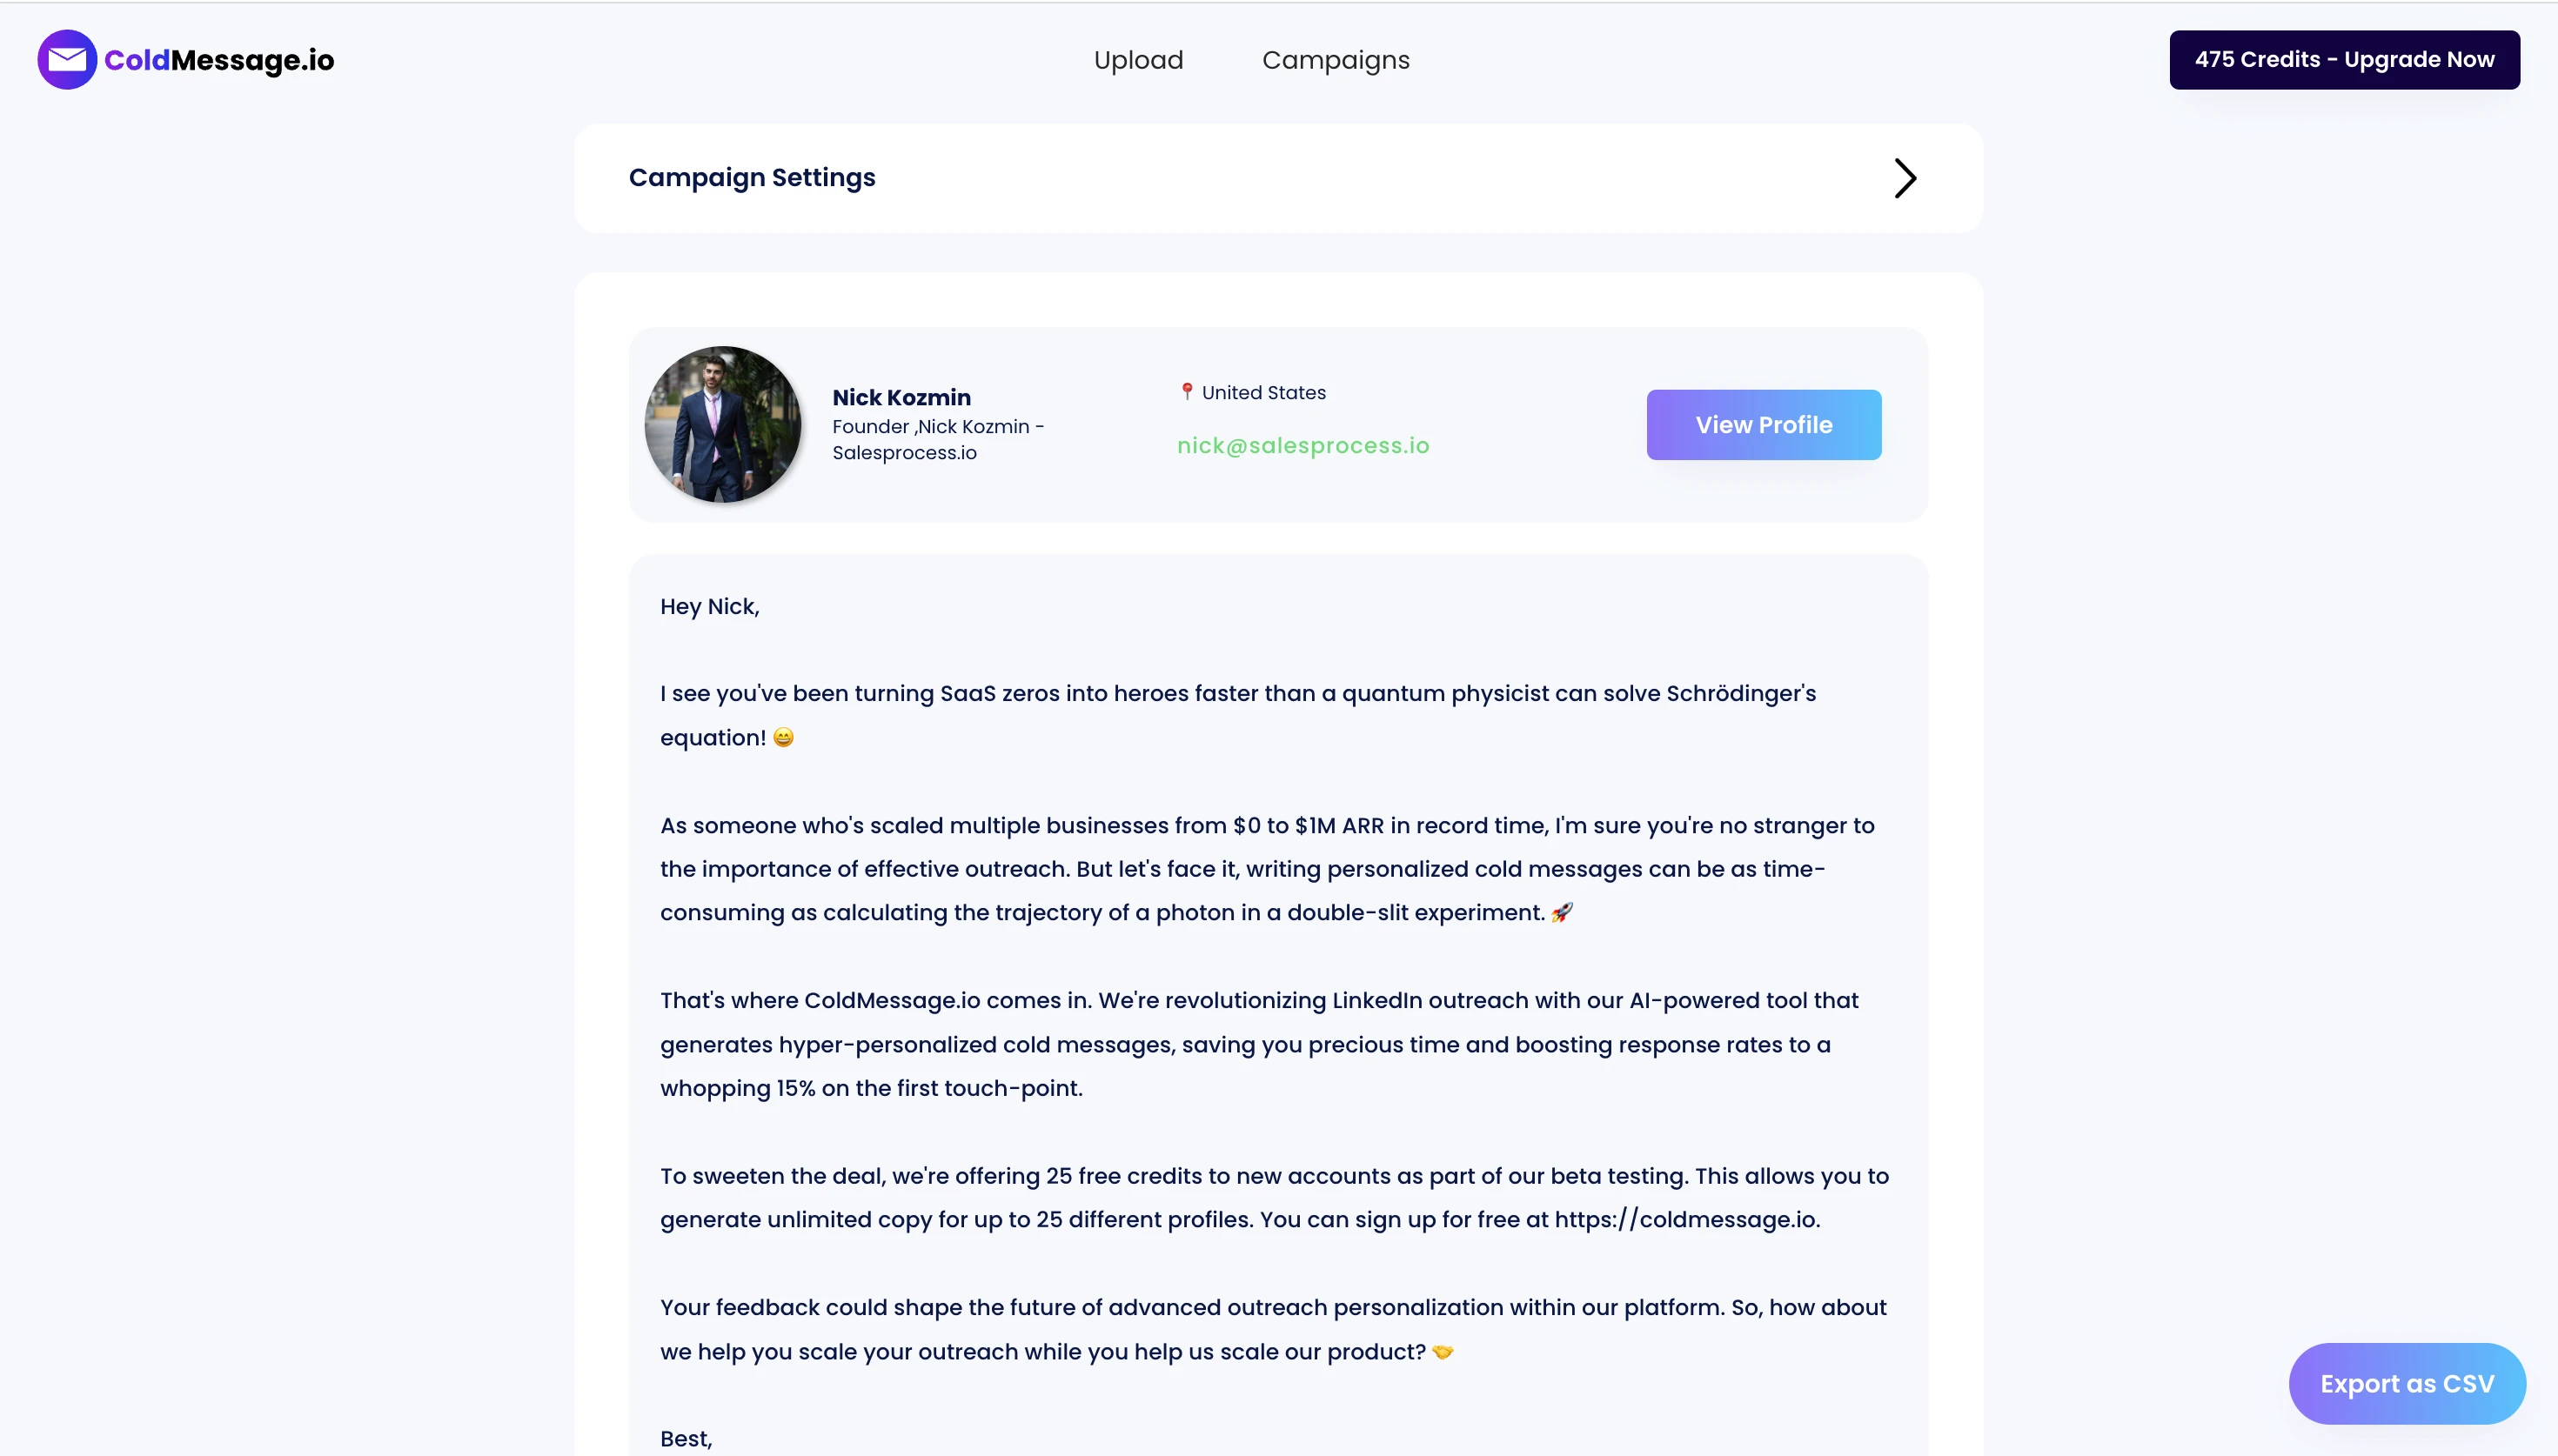 ColdMessage.io
Upload
Campaigns
475 Credits - Upgrade Now
Campaign Settings
Nick Kozmin
Founder ,Nick Kozmin -
Salesprocess.io
📍 United States
nick@salesprocess.io
View Profile
Hey Nick,
I see you've been turning SaaS zeros into heroes faster than a quantum physicist can solve Schrödinger's
equation! 😄
As someone who's scaled multiple businesses from $0 to $1M ARR in record time, I'm sure you're no stranger to
the importance of effective outreach. But let's face it, writing personalized cold messages can be as time-
consuming as calculating the trajectory of a photon in a double-slit experiment. 🚀
That's where ColdMessage.io comes in. We're revolutionizing LinkedIn outreach with our AI-powered tool that
generates hyper-personalized cold messages, saving you precious time and boosting response rates to a
whopping 15% on the first touch-point.
To sweeten the deal, we're offering 25 free credits to new accounts as part of our beta testing. This allows you to
generate unlimited copy for up to 25 different profiles. You can sign up for free at https://coldmessage.io.
Your feedback could shape the future of advanced outreach personalization within our platform. So, how about
we help you scale your outreach while you help us scale our product? 🤝
Best,
Export as CSV